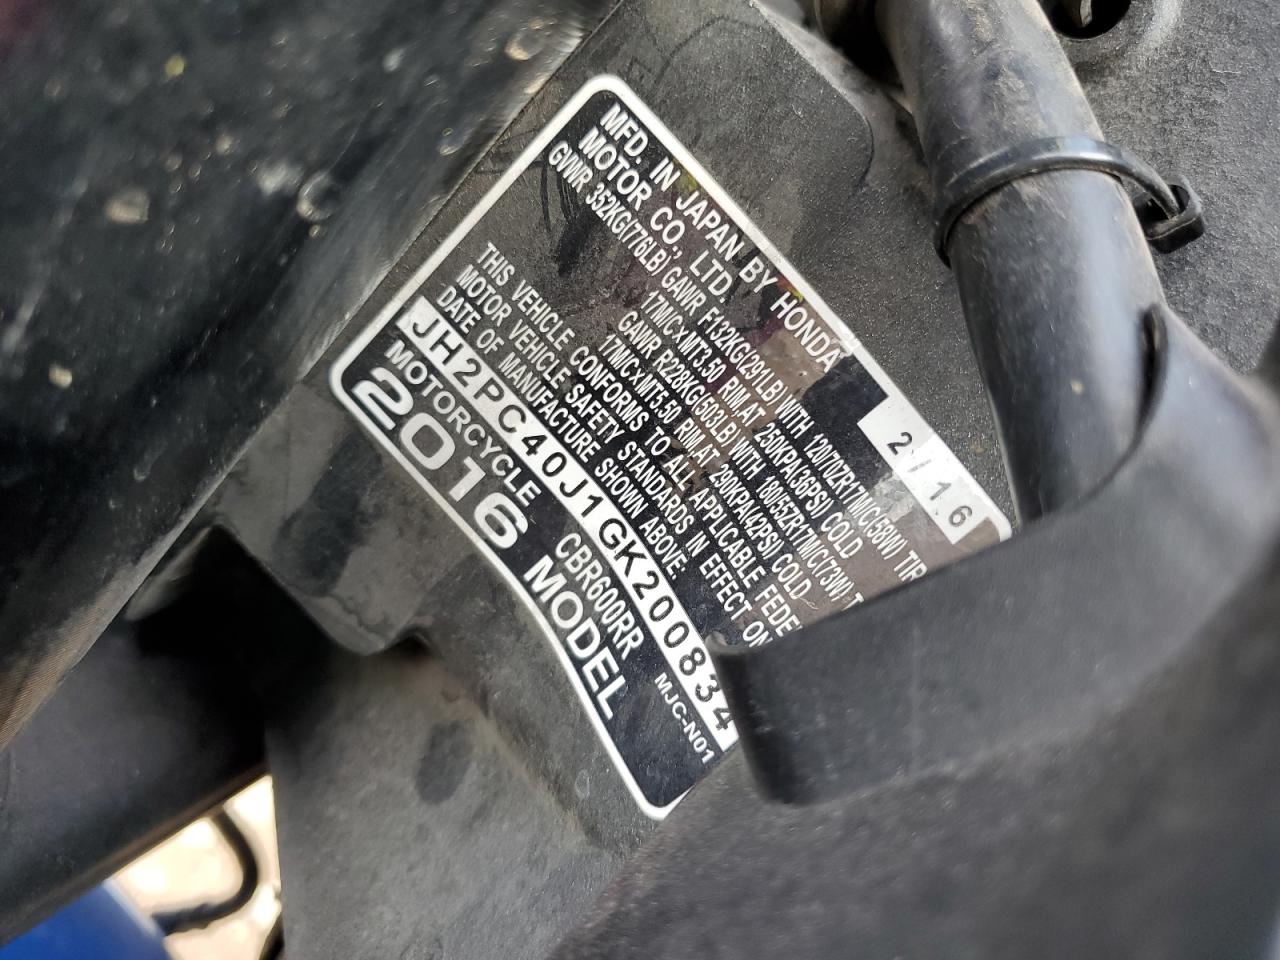 MFD. IN JAPAN BY HONDA
MOTOR CO., LTD.
2/16
GVWR 352KG(776LB) GAWR F132KG(291LB) WITH 120/70ZR17M/C(58W) TIR
17M/CXMT3.50 RIM,AT 250KPA(36PSI) COLD
GAWR R228KG(503LB) WITH 180/55ZR17M/C(73W) T
17M/CXMT5.50 RIM,AT 290KPA(42PSI) COLD
THIS VEHICLE CONFORMS TO ALL APPLICABLE FEDE
MOTOR VEHICLE SAFETY STANDARDS IN EFFECT ON
DATE OF MANUFACTURE SHOWN ABOVE.
JH2PC40J1GK200834
MOTORCYCLE CBR600RR MJC-N01
2016 MODEL